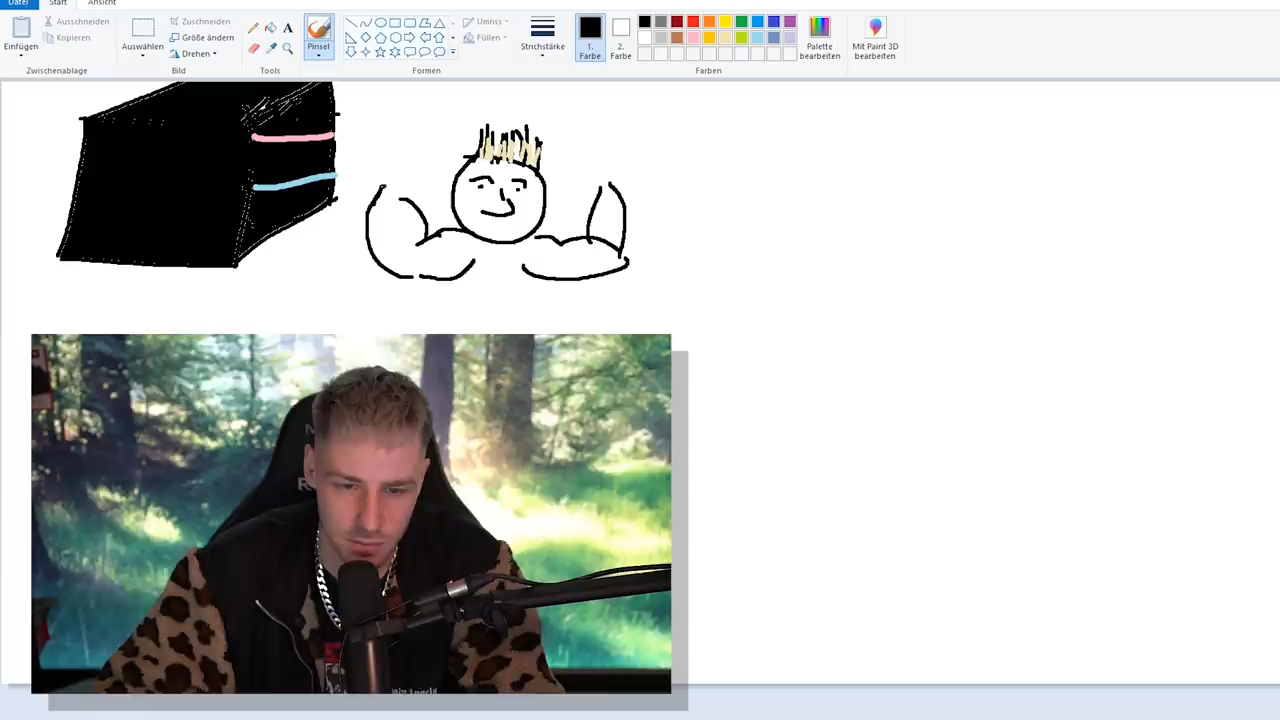 Datei Start Ansicht
Einfügen
Ausschneiden
Kopieren
Zwischenablage
Auswählen
Zuschneiden
Größe ändern
Drehen
Bild
Tools
Pinsel
Umriss
Füllen
Formen
Strichstärke
1.
Farbe
2.
Farbe
Farben
Palette
bearbeiten
Mit Paint 3D
bearbeiten